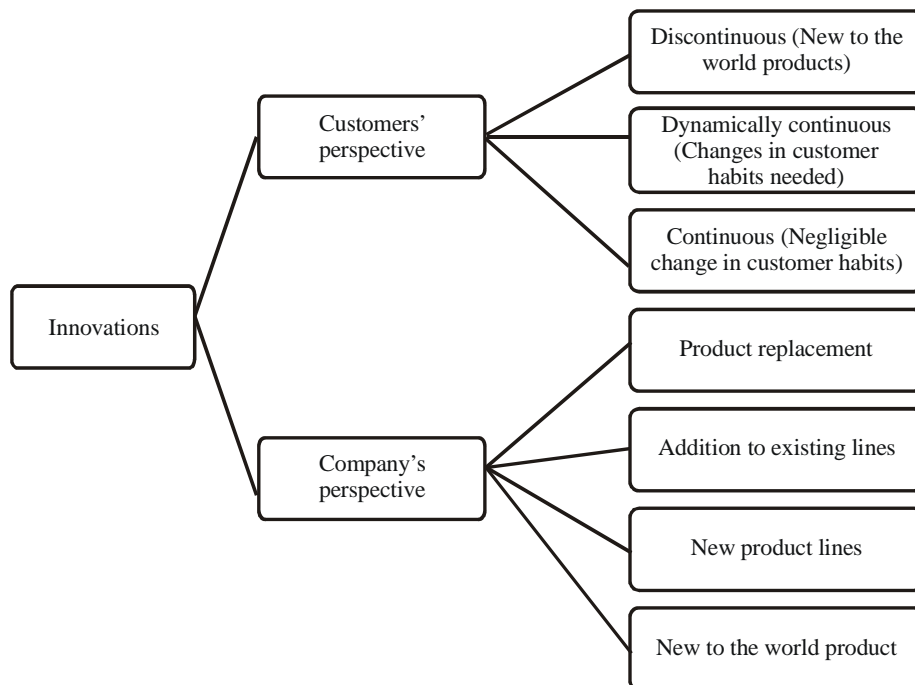 Discontinuous (New to the
world products)
Customers’
perspective
Dynamically continuous
(Changes in customer
habits needed)
Continuous (Negligible
change in customer habits)
Innovations
Product replacement
Company’s
perspective
Addition to existing lines
New product lines
New to the world product